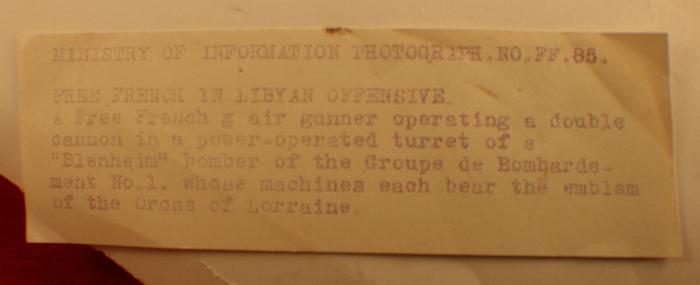 MINISTRY OF INFORMATION PHOTOGRAPH.NO.FF.85.
FREE FRENCH IN LIBYAN OFFENSIVE.
A Free French g air gunner operating a double
cannon in a power-operated turret of a
"Blenheim" bomber of the Groupe de Bombarde-
ment No.1. whose machines each bear the emblem
of the Cross of Lorraine.